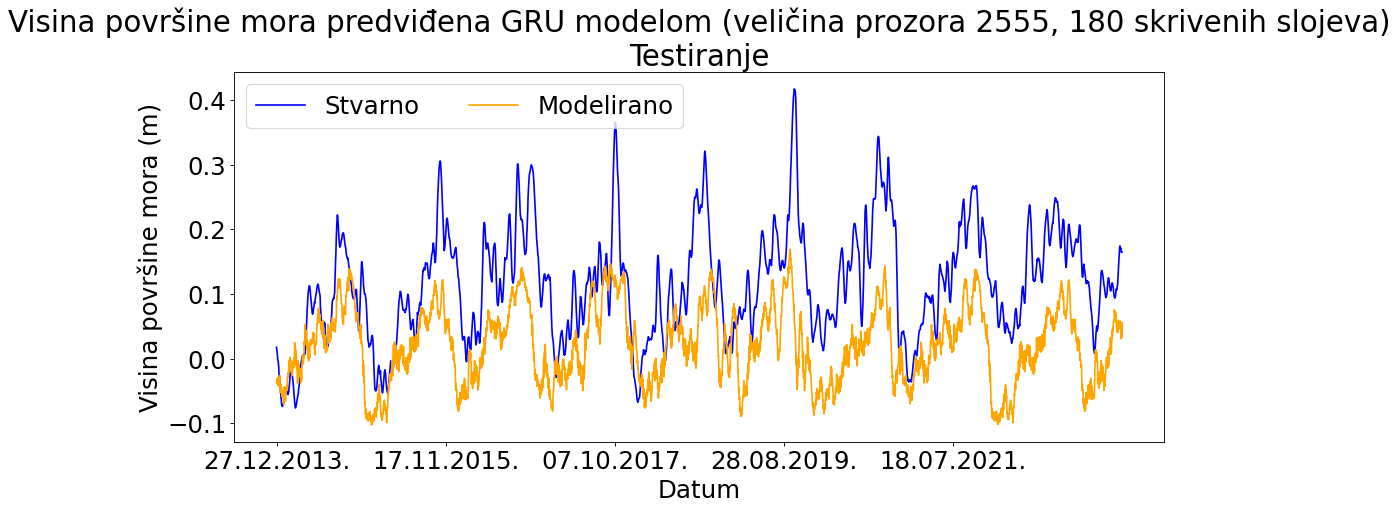 Visina površine mora predviđena GRU modelom (veličina prozora 2555, 180 skrivenih slojeva)
Testiranje
Stvarno Modelirano
Visina površine mora (m)
0.4
0.3
0.2
0.1
0.0
−0.1
27.12.2013. 17.11.2015. 07.10.2017. 28.08.2019. 18.07.2021.
Datum